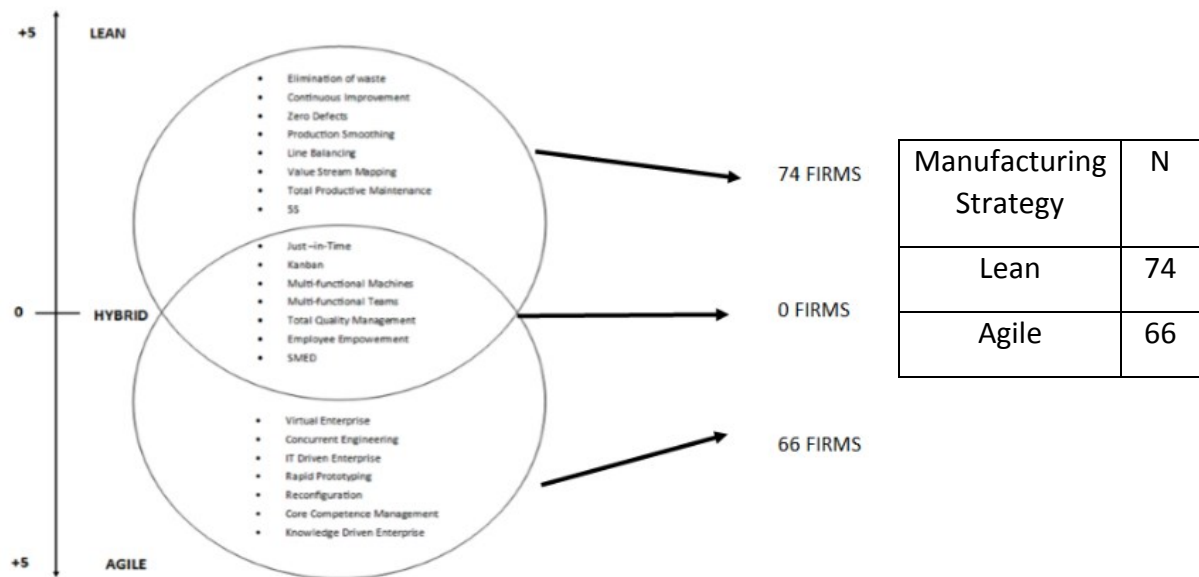 +5
LEAN
Elimination of waste
Continuous Improvement
Zero Defects
Production Smoothing
Line Balancing
Value Stream Mapping
Total Productive Maintenance
5S
Just –in-Time
Kanban
Multi-functional Machines
Multi-functional Teams
Total Quality Management
Employee Empowerment
SMED
0
HYBRID
Virtual Enterprise
Concurrent Engineering
IT Driven Enterprise
Rapid Prototyping
Reconfiguration
Core Competence Management
Knowledge Driven Enterprise
+5
AGILE
74 FIRMS
0 FIRMS
66 FIRMS
Manufacturing
Strategy
N
Lean
74
Agile
66